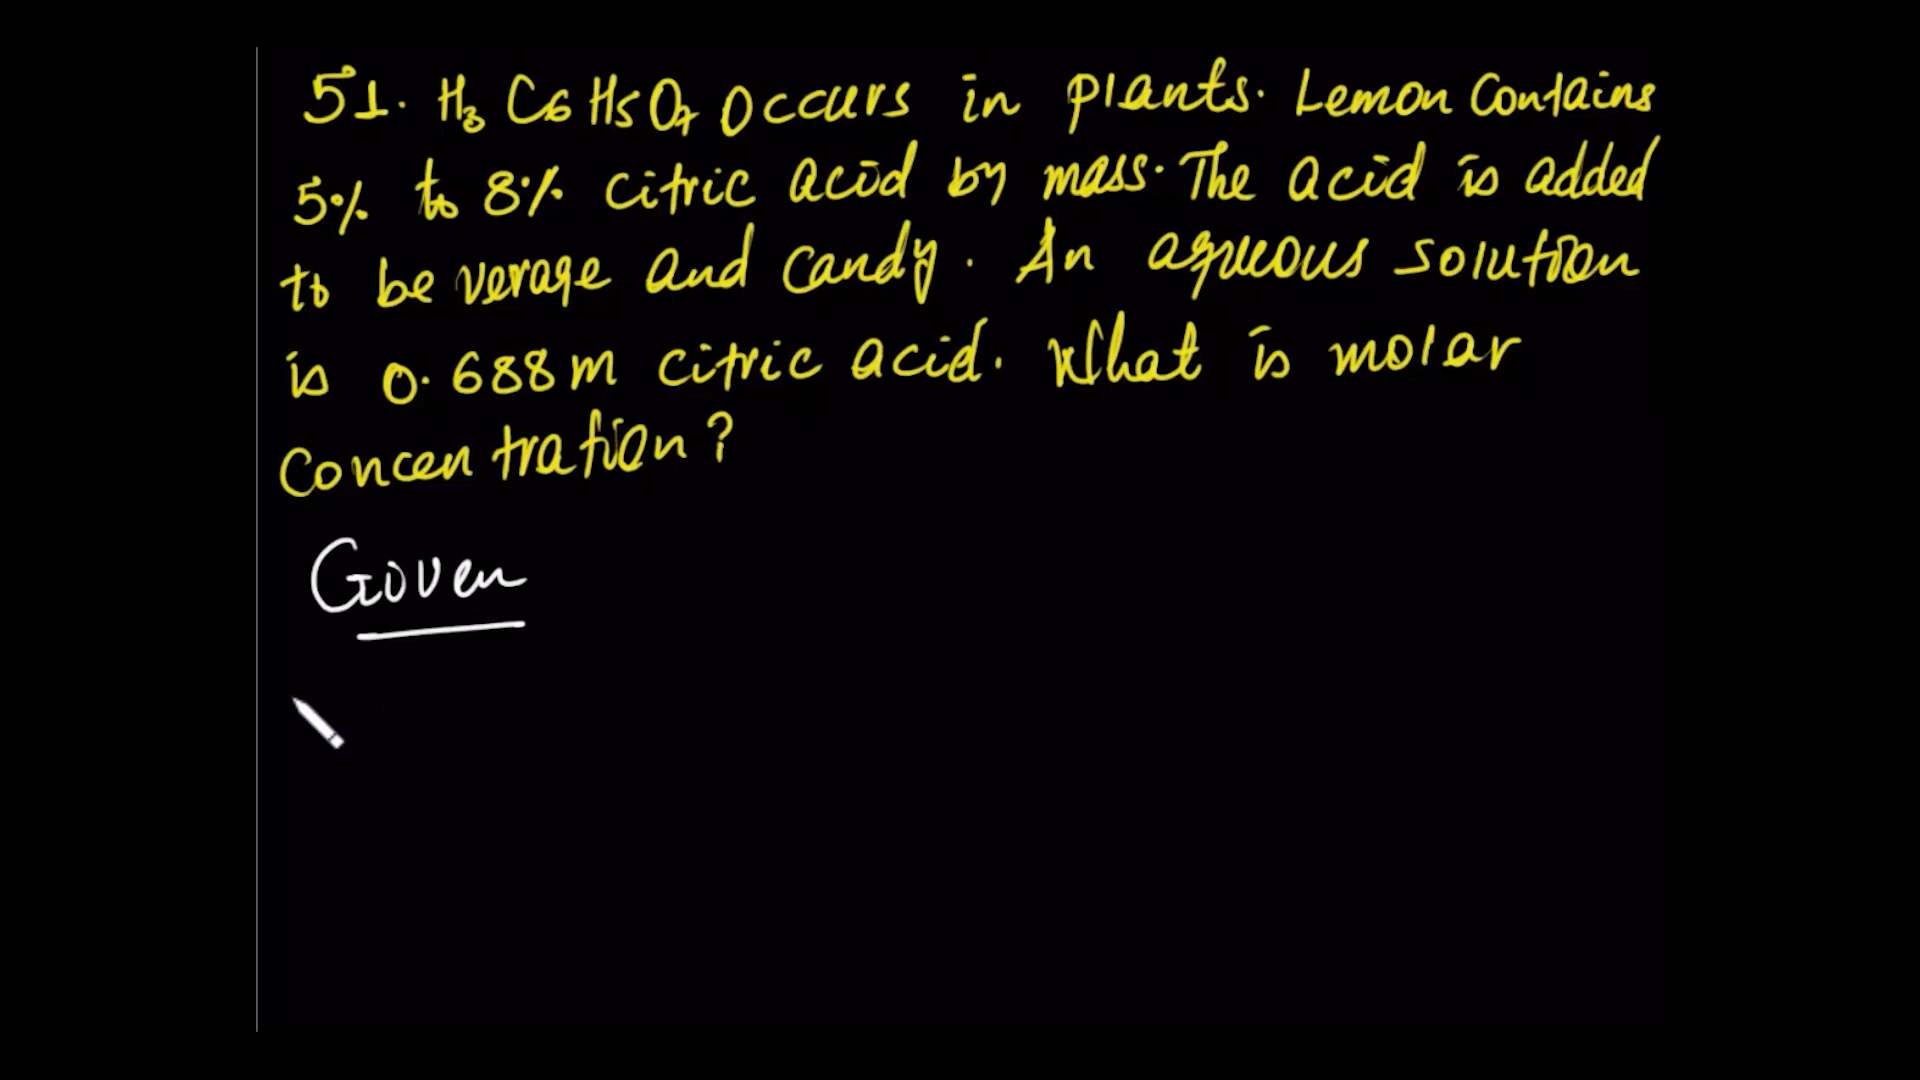 51. H3 C6 H5 O7 Occurs in plants. Lemon Contains
5% to 8% citric acid by mass. The acid is added
to beverage and candy. An aqueous solution
is 0.688m citric acid. What is molar
Concentration?
Given